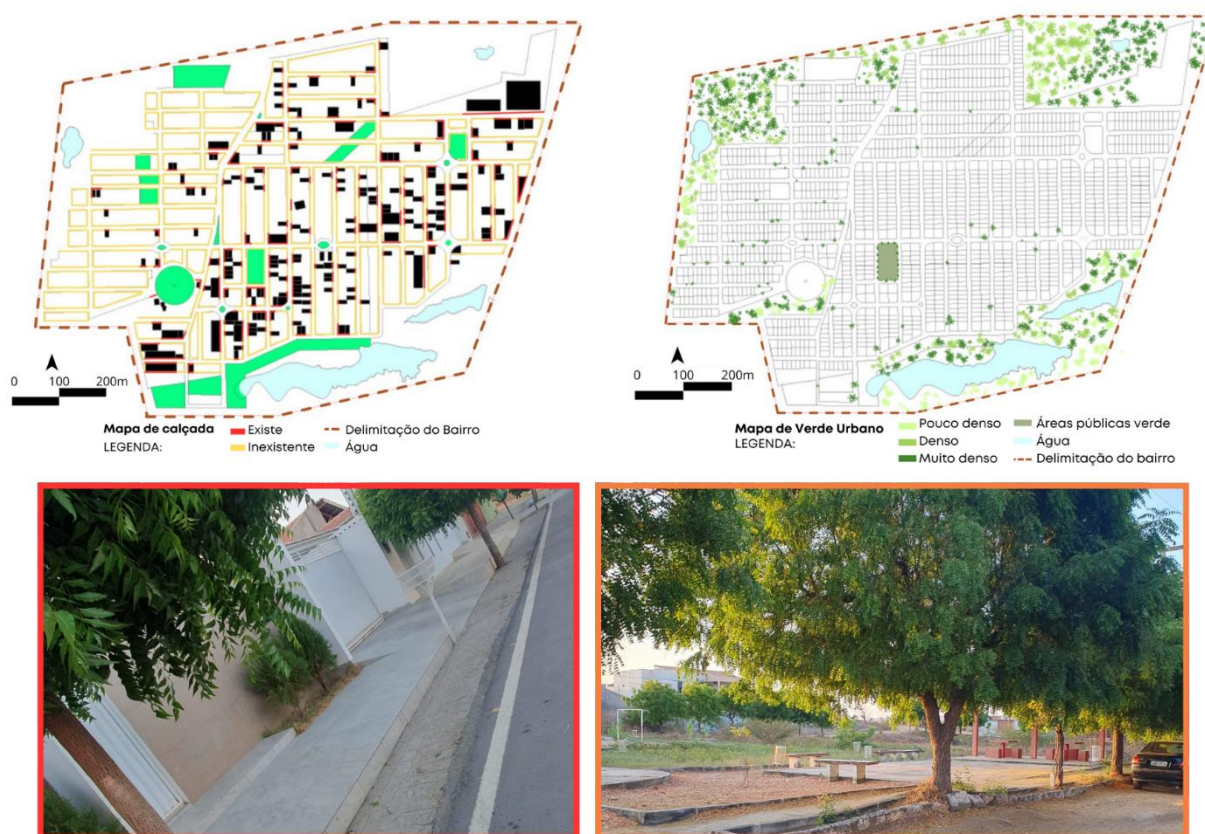 0 100 200m
Mapa de calçada
LEGENDA:
Existe
Inexistente
Delimitação do Bairro
Água
0 100 200m
Mapa de Verde Urbano
LEGENDA:
Pouco denso
Denso
Muito denso
Áreas públicas verde
Água
Delimitação do bairro